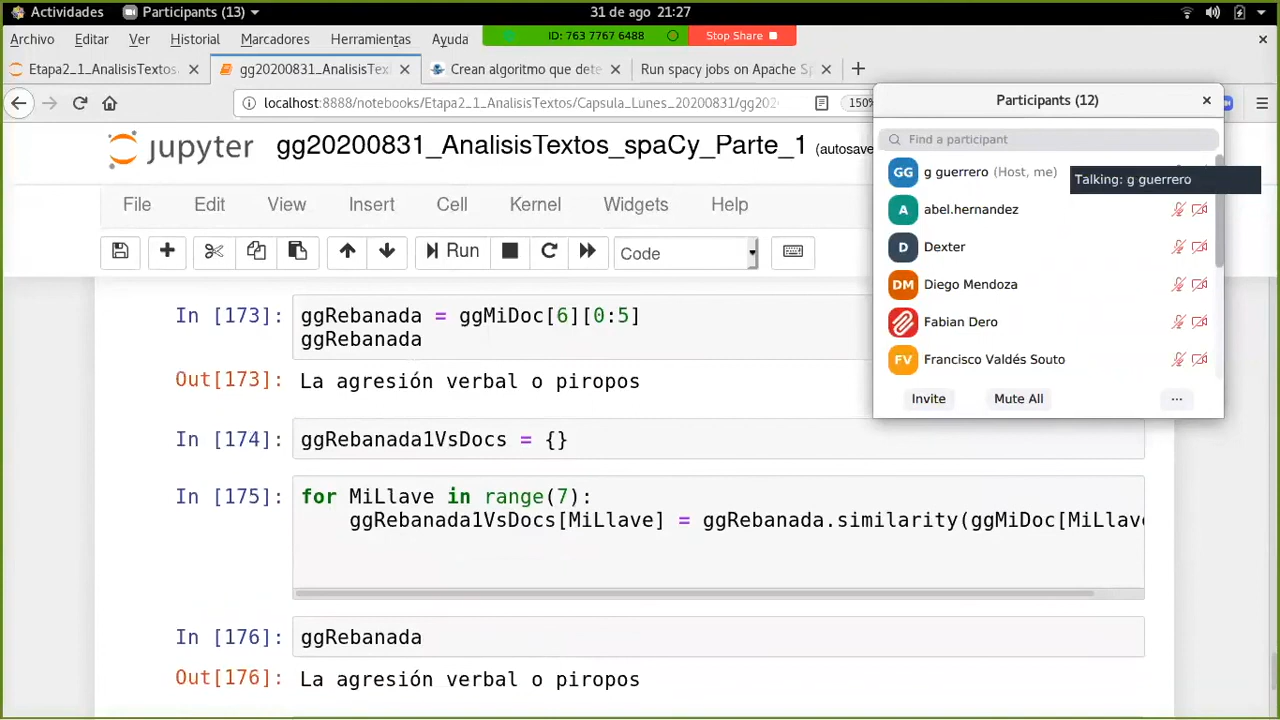 Actividades
Participants (13)
31 de ago 21:27
Archivo Editar Ver Historial Marcadores Herramientas Ayuda
ID: 763 7767 6488
Stop Share
Etapa2_1_AnalisisTextos
gg20200831_AnalisisTex
Crean algoritmo que dete
Run spacy jobs on Apache S
localhost:8888/notebooks/Etapa2_1_AnalisisTextos/Capsula_Lunes_20200831/gg202
150%
Participants (12)
Find a participant
GG g guerrero (Host, me)
Talking: g guerrero
A abel.hernandez
D Dexter
DM Diego Mendoza
Fabian Dero
FV Francisco Valdés Souto
Invite
Mute All
...
jupyter
gg20200831_AnalisisTextos_spaCy_Parte_1
(autosave
File Edit View Insert Cell Kernel Widgets Help
Run
Code
In [173]: ggRebanada = ggMiDoc[6][0:5]
ggRebanada
Out[173]: La agresión verbal o piropos
In [174]: ggRebanada1VsDocs = {}
In [175]: for MiLlave in range(7):
ggRebanada1VsDocs[MiLlave] = ggRebanada.similarity(ggMiDoc[MiLlave
In [176]: ggRebanada
Out[176]: La agresión verbal o piropos